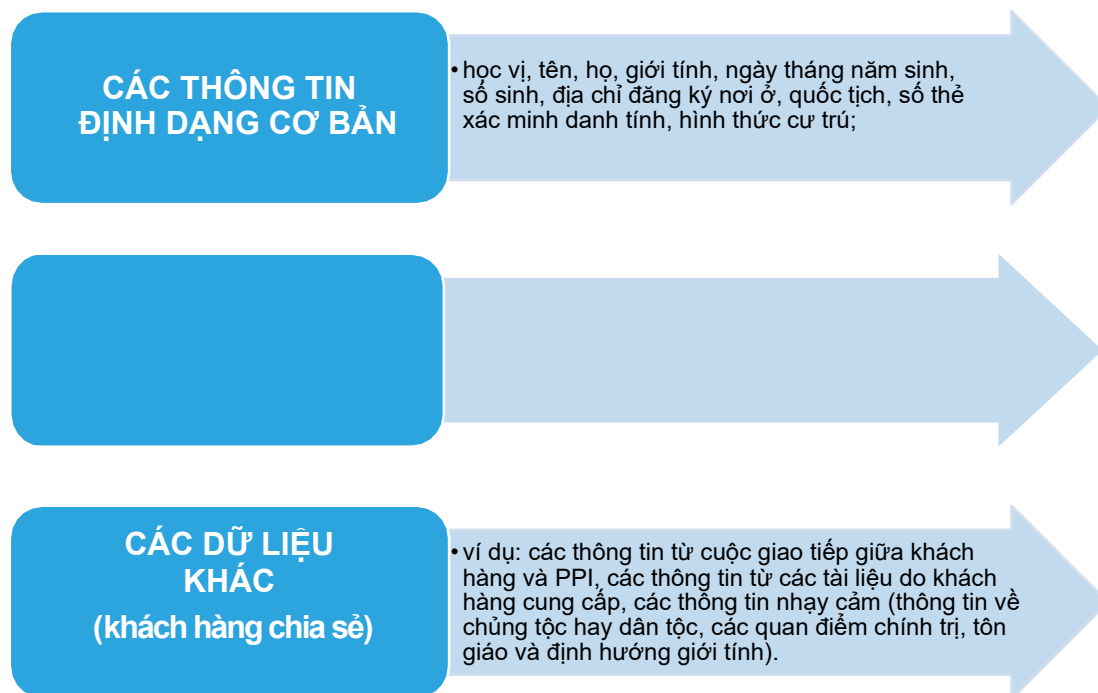 CÁC THÔNG TIN
ĐỊNH DẠNG CƠ BẢN
• học vị, tên, họ, giới tính, ngày tháng năm sinh,
số sinh, địa chỉ đăng ký nơi ở, quốc tịch, số thẻ
xác minh danh tính, hình thức cư trú;
CÁC DỮ LIỆU
KHÁC
(khách hàng chia sẻ)
• ví dụ: các thông tin từ cuộc giao tiếp giữa khách
hàng và PPI, các thông tin từ các tài liệu do khách
hàng cung cấp, các thông tin nhạy cảm (thông tin về
chủng tộc hay dân tộc, các quan điểm chính trị, tôn
giáo và định hướng giới tính).